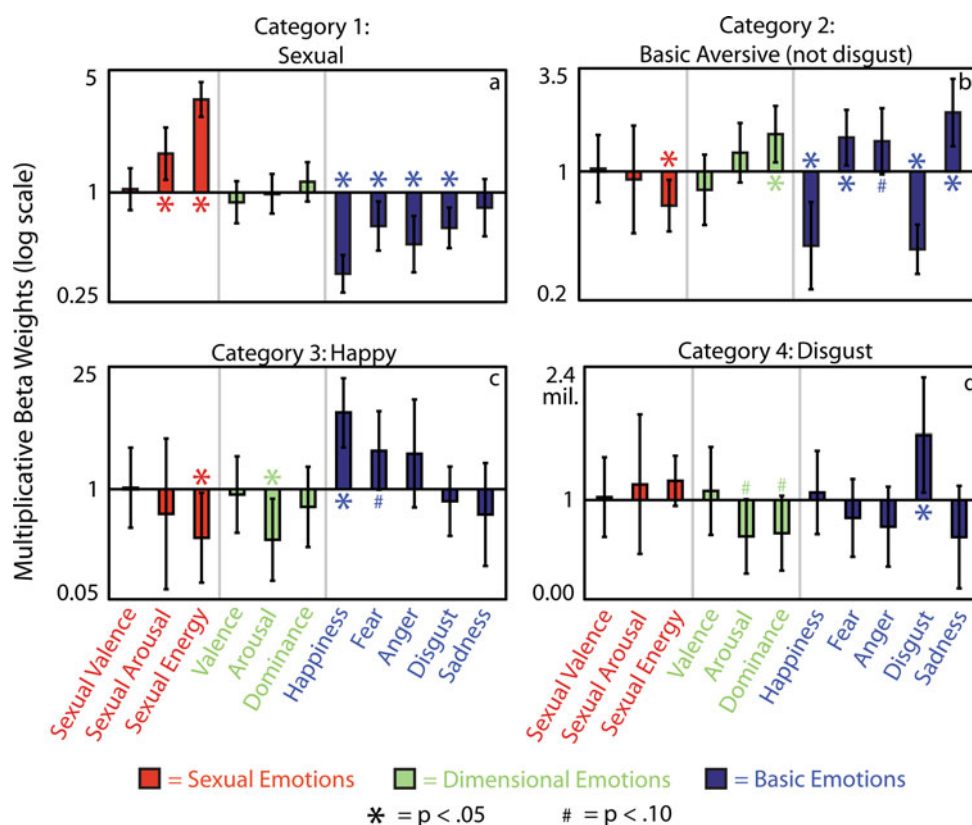 Category 1:
Sexual
Category 2:
Basic Aversive (not disgust)
Multiplicative Beta Weights (log scale)
5
1
0.25
a
* * * * * *
3.5
1
0.2
b
* * * * # * *
Category 3: Happy
25
1
0.05
c
* * * #
Category 4: Disgust
2.4
mil.
1
0.00
d
# # *
Sexual Valence
Sexual Arousal
Sexual Energy
Valence
Arousal
Dominance
Happiness
Fear
Anger
Disgust
Sadness
Sexual Valence
Sexual Arousal
Sexual Energy
Valence
Arousal
Dominance
Happiness
Fear
Anger
Disgust
Sadness
= Sexual Emotions = Dimensional Emotions = Basic Emotions
* = p < .05 # = p < .10